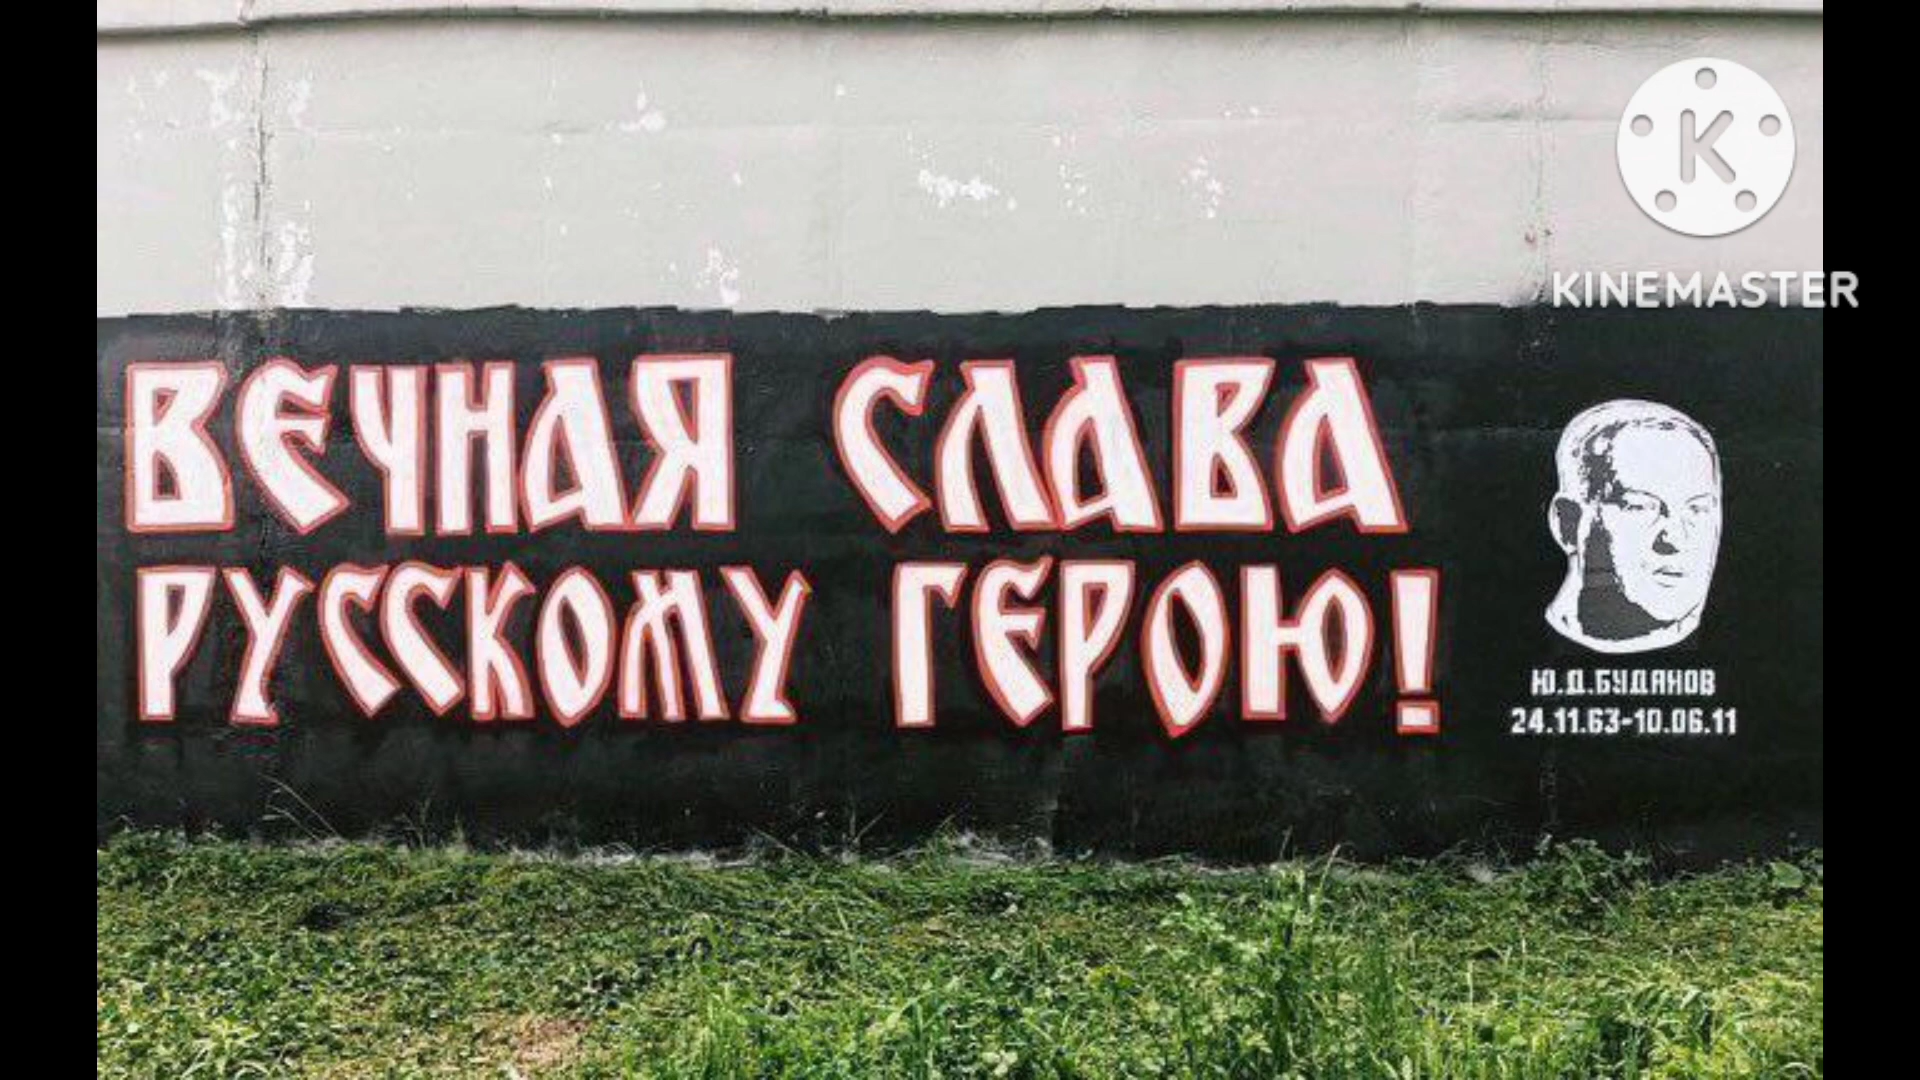 KINEMASTER
ВЕЧНАЯ СЛАВА
РУССКОМУ ГЕРОЮ!
Ю.Д.БУДАНОВ
24.11.63-10.06.11